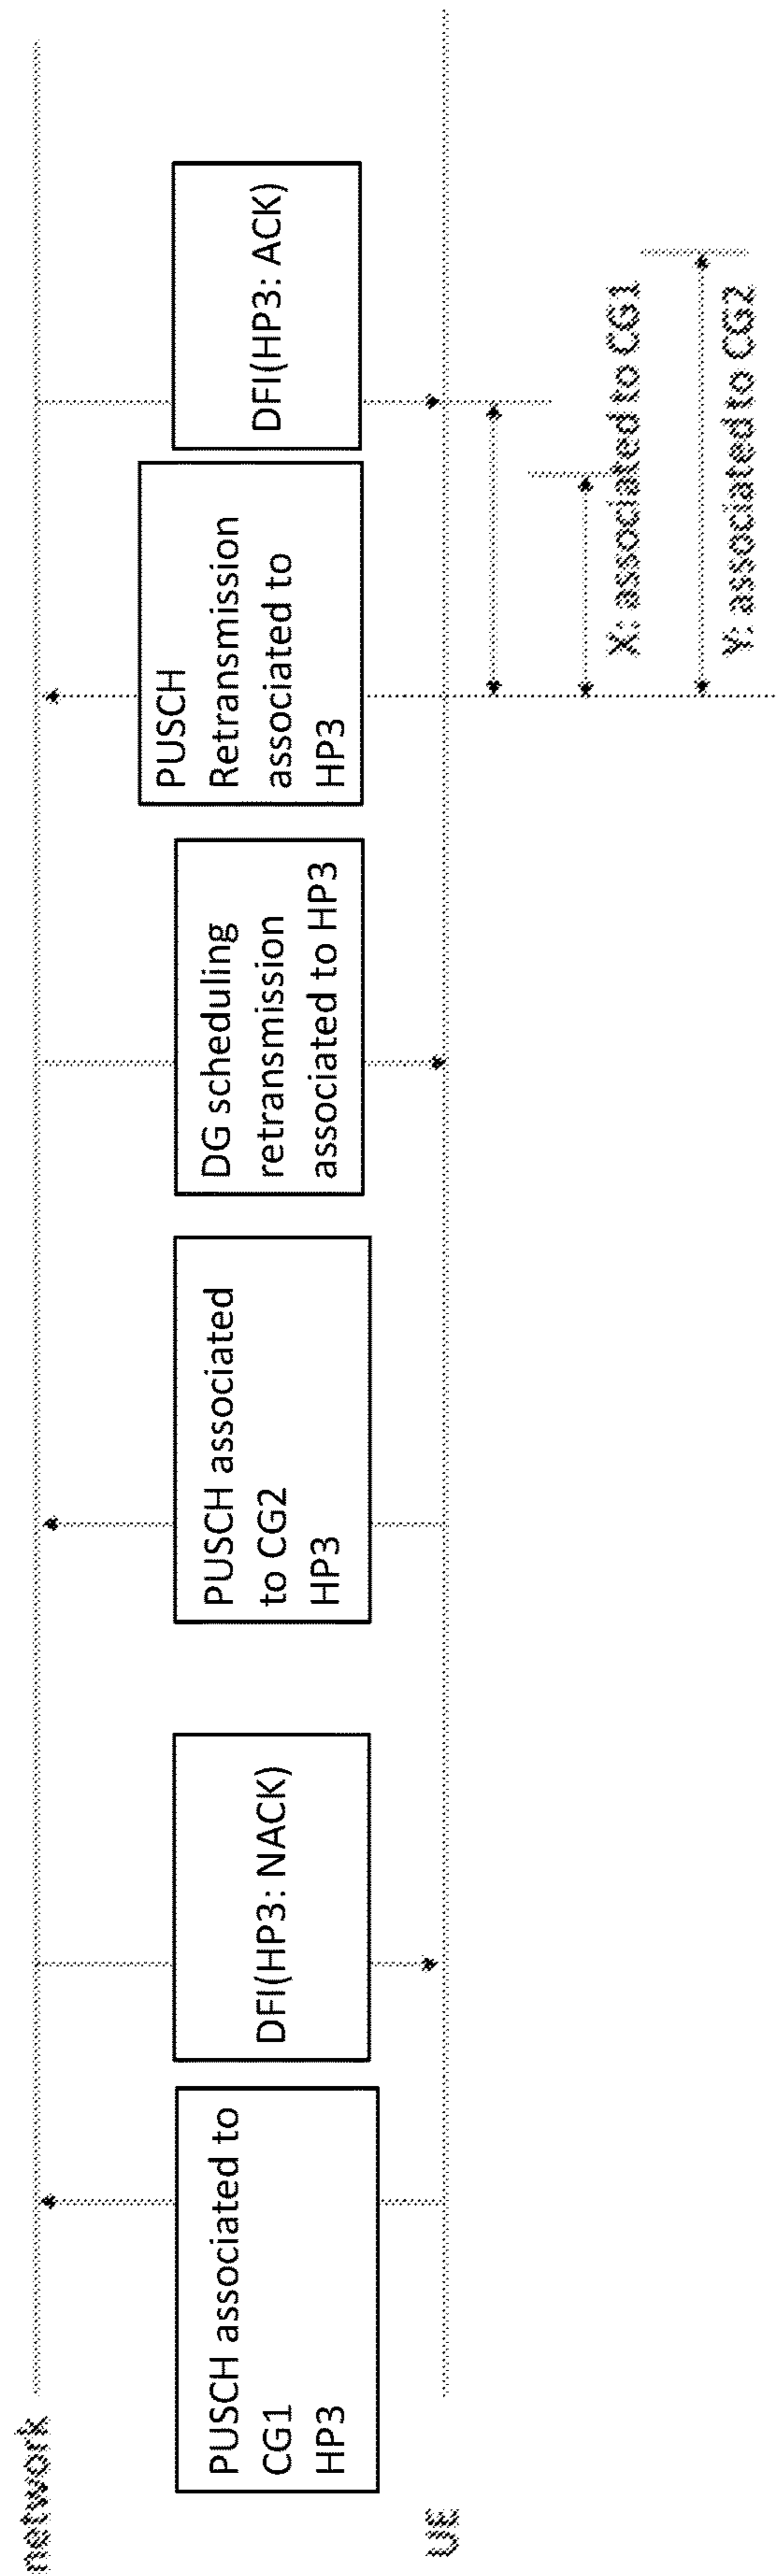 network
UE
PUSCH associated to
CG1
HP3
DFI(HP3: NACK)
PUSCH associated
to CG2
HP3
DG scheduling
retransmission
associated to HP3
PUSCH
Retransmission
associated to
HP3
DFI(HP3: ACK)
X: associated to CG1
Y: associated to CG2